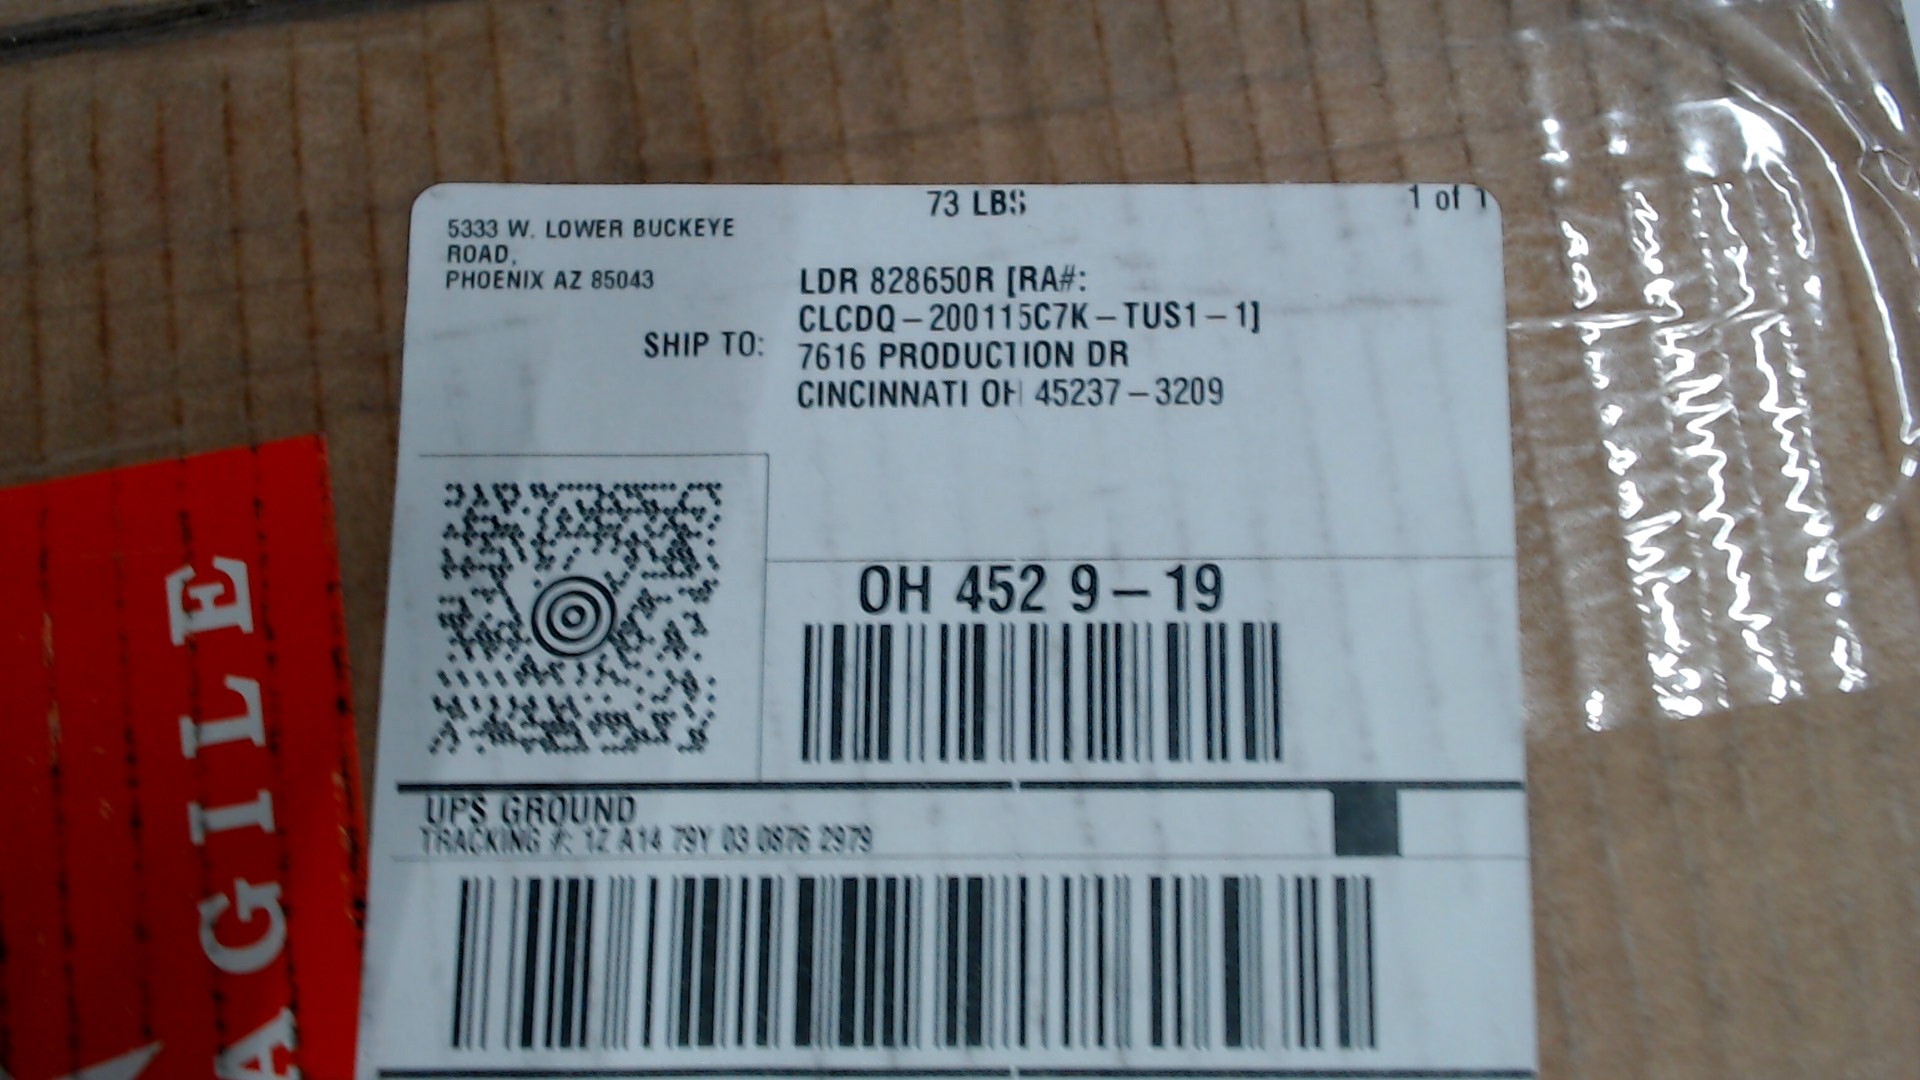 73 LBS
1 of 1
5333 W. LOWER BUCKEYE
ROAD,
PHOENIX AZ 85043
SHIP TO:
LDR 828650R [RA#:
CLCDQ-200115C7K-TUS1-1]
7616 PRODUCTION DR
CINCINNATI OH 45237-3209
OH 452 9-19
UPS GROUND
TRACKING #: 1Z A14 79Y 03 0876 2979
AGILE